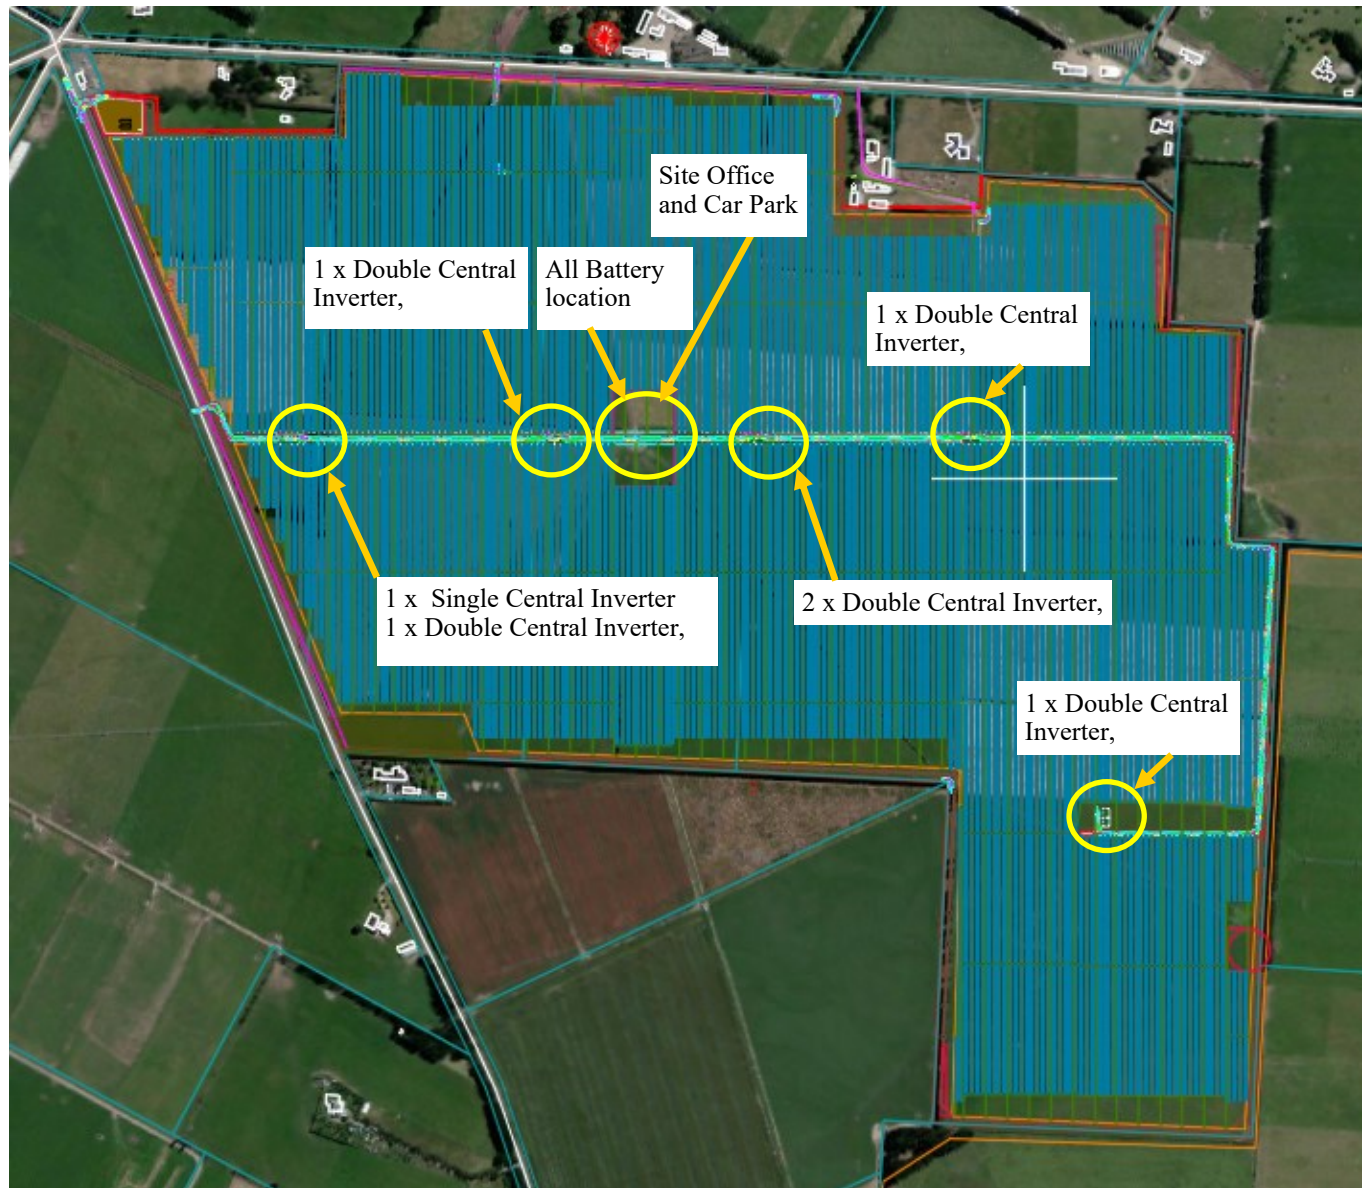 Site Office
and Car Park
1 x Double Central
Inverter,
All Battery
location
1 x Double Central
Inverter,
1 x  Single Central Inverter
1 x Double Central Inverter,
2 x Double Central Inverter,
1 x Double Central
Inverter,